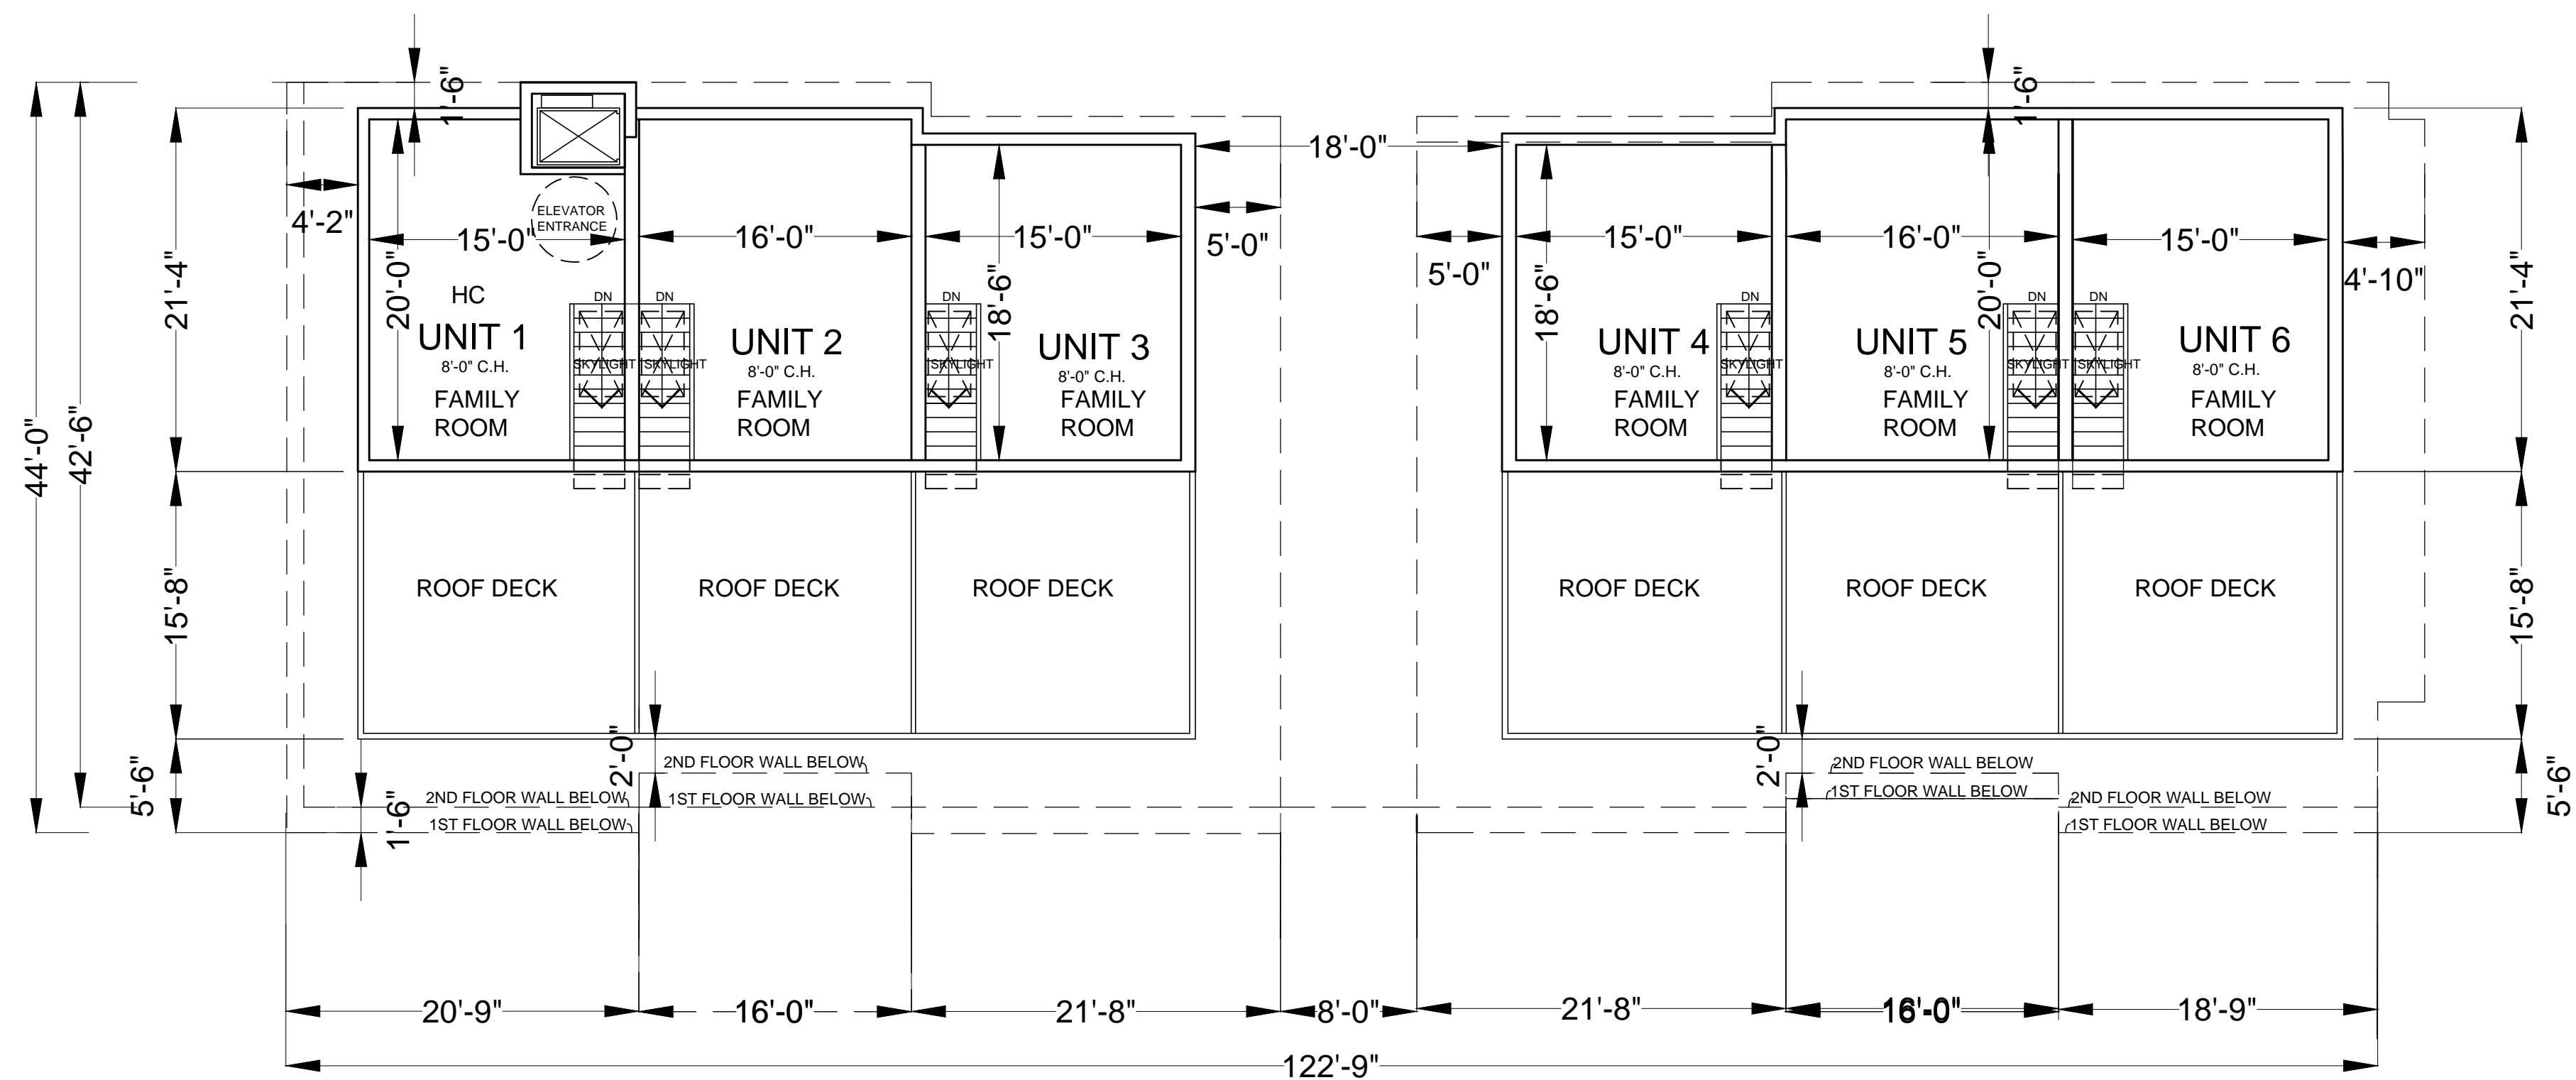 1'-6"
1'-6"
18'-0"
4'-2"
ELEVATOR
ENTRANCE
15'-0"
16'-0"
15'-0"
5'-0"
5'-0"
15'-0"
16'-0"
15'-0"
4'-10"
44'-0"
42'-6"
21'-4"
20'-0"
18'-6"
18'-6"
20'-0"
21'-4"
HC
DN
DN
DN
DN
DN
DN
UNIT 1
UNIT 2
UNIT 3
UNIT 4
UNIT 5
UNIT 6
8'-0" C.H.
8'-0" C.H.
8'-0" C.H.
8'-0" C.H.
8'-0" C.H.
8'-0" C.H.
SKYLIGHT
SKYLIGHT
SKYLIGHT
SKYLIGHT
SKYLIGHT
SKYLIGHT
FAMILY
ROOM
FAMILY
ROOM
FAMILY
ROOM
FAMILY
ROOM
FAMILY
ROOM
FAMILY
ROOM
15'-8"
ROOF DECK
ROOF DECK
ROOF DECK
ROOF DECK
ROOF DECK
ROOF DECK
15'-8"
5'-6"
2'-0"
2ND FLOOR WALL BELOW
2'-0"
2ND FLOOR WALL BELOW
5'-6"
2ND FLOOR WALL BELOW
1ST FLOOR WALL BELOW
1ST FLOOR WALL BELOW
2ND FLOOR WALL BELOW
1'-6"
1ST FLOOR WALL BELOW
1ST FLOOR WALL BELOW
20'-9"
16'-0"
21'-8"
8'-0"
21'-8"
16'-0"
18'-9"
122'-9"